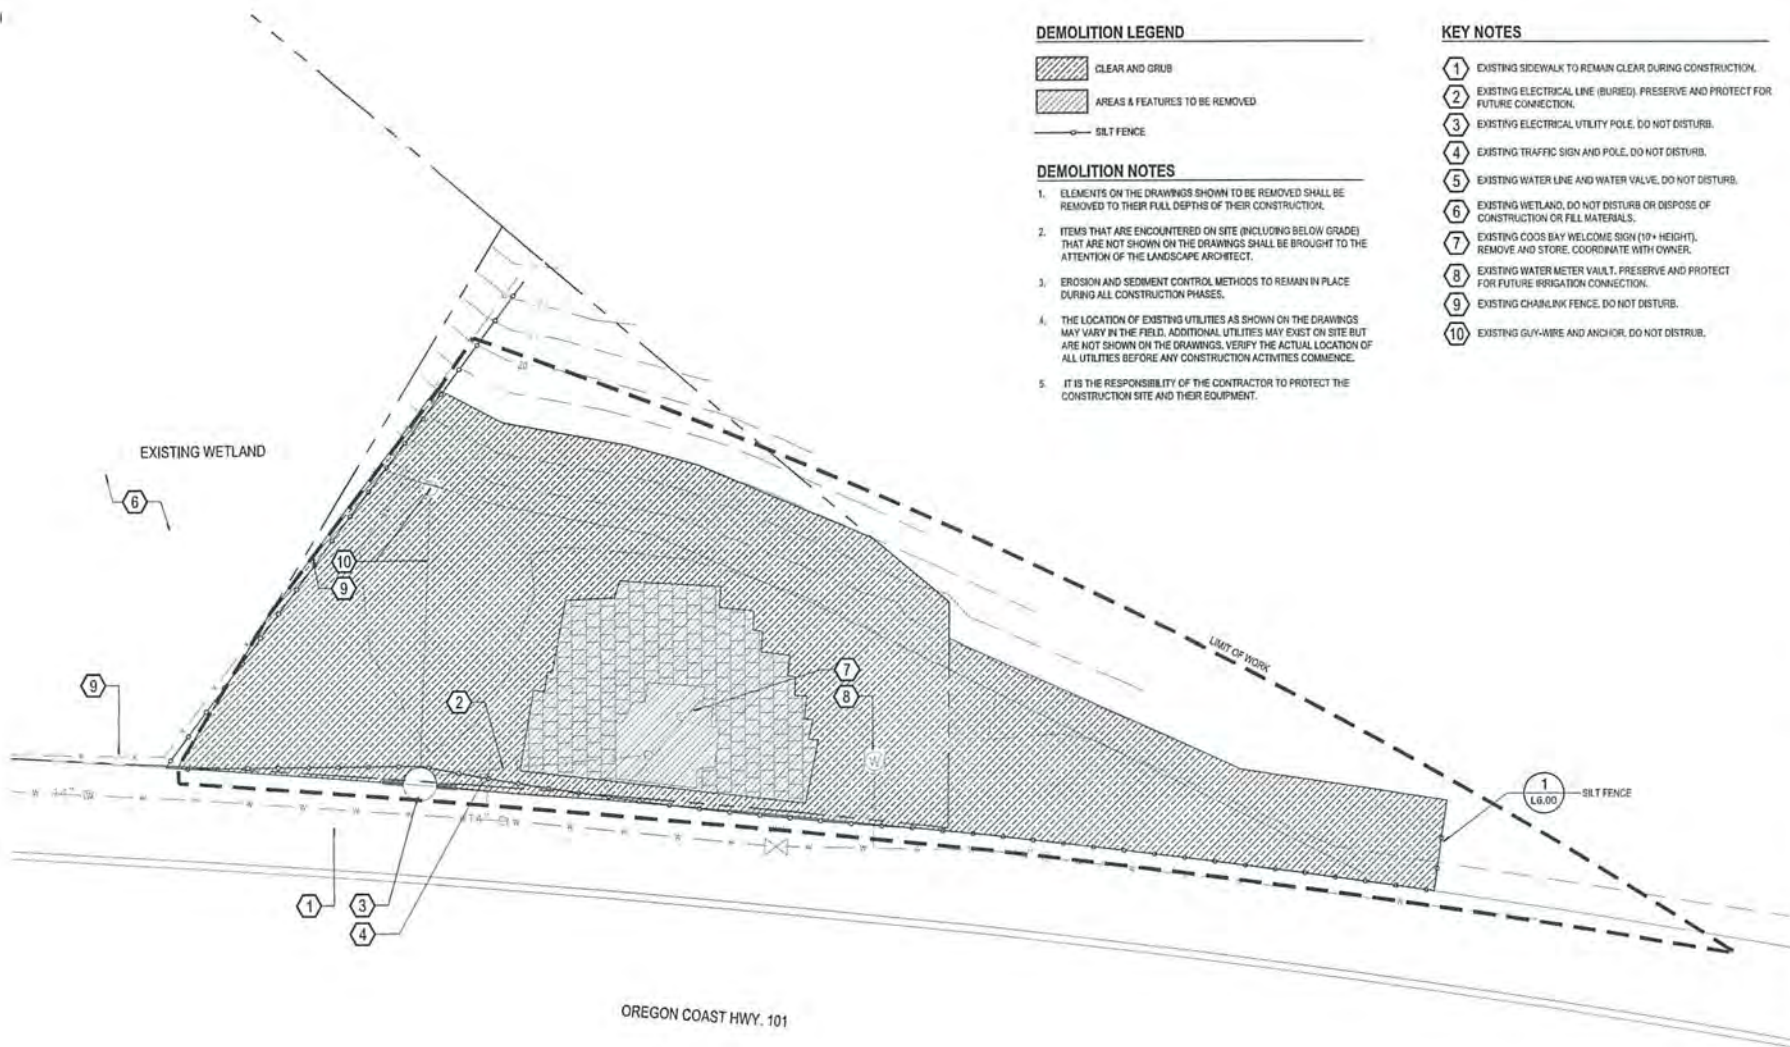 DEMOLITION LEGEND
CLEAR AND GRUB
AREAS & FEATURES TO BE REMOVED
SILT FENCE
DEMOLITION NOTES
1. ELEMENTS ON THE DRAWINGS SHOWN TO BE REMOVED SHALL BE
REMOVED TO THEIR FULL DEPTHS OF THEIR CONSTRUCTION.
2. ITEMS THAT ARE ENCOUNTERED ON SITE (INCLUDING BELOW GRADE)
THAT ARE NOT SHOWN ON THE DRAWINGS SHALL BE BROUGHT TO THE
ATTENTION OF THE LANDSCAPE ARCHITECT.
3. EROSION AND SEDIMENT CONTROL METHODS TO REMAIN IN PLACE
DURING ALL CONSTRUCTION PHASES.
4. THE LOCATION OF EXISTING UTILITIES AS SHOWN ON THE DRAWINGS
MAY VARY IN THE FIELD. ADDITIONAL UTILITIES MAY EXIST ON SITE BUT
ARE NOT SHOWN ON THE DRAWINGS. VERIFY THE ACTUAL LOCATION OF
ALL UTILITIES BEFORE ANY CONSTRUCTION ACTIVITIES COMMENCE.
5. IT IS THE RESPONSIBILITY OF THE CONTRACTOR TO PROTECT THE
CONSTRUCTION SITE AND THEIR EQUIPMENT.
KEY NOTES
1 EXISTING SIDEWALK TO REMAIN CLEAR DURING CONSTRUCTION.
2 EXISTING ELECTRICAL LINE (BURIED). PRESERVE AND PROTECT FOR
FUTURE CONNECTION.
3 EXISTING ELECTRICAL UTILITY POLE, DO NOT DISTURB.
4 EXISTING TRAFFIC SIGN AND POLE, DO NOT DISTURB.
5 EXISTING WATER LINE AND WATER VALVE, DO NOT DISTURB.
6 EXISTING WETLAND, DO NOT DISTURB OR DISPOSE OF
CONSTRUCTION OR FILL MATERIALS.
7 EXISTING COOS BAY WELCOME SIGN (10'+ HEIGHT).
REMOVE AND STORE, COORDINATE WITH OWNER.
8 EXISTING WATER METER VAULT. PRESERVE AND PROTECT
FOR FUTURE IRRIGATION CONNECTION.
9 EXISTING CHAINLINK FENCE, DO NOT DISTURB.
10 EXISTING GUY-WIRE AND ANCHOR, DO NOT DISTRUB.
20
EXISTING WETLAND
6
10
9
LIMIT OF WORK
7
9
8
2
W
1
L6.00
SILT FENCE
1
3
4
OREGON COAST HWY. 101